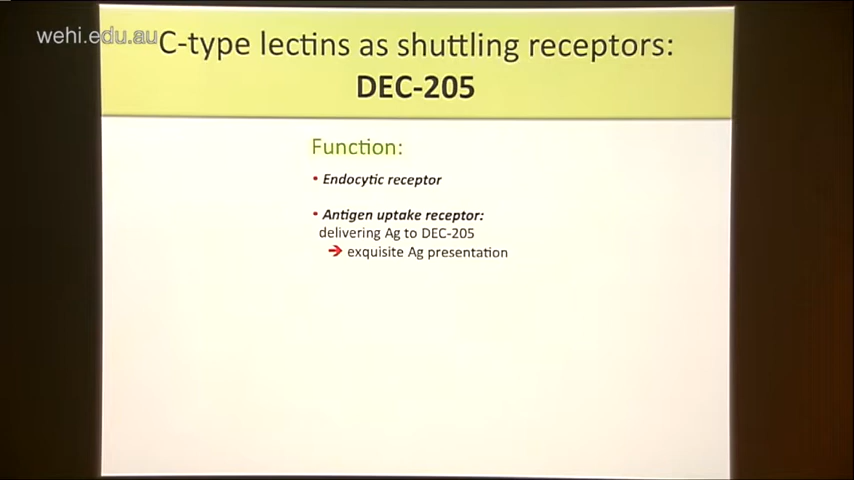 wehi.edu.au
C-type lectins as shuttling receptors:
DEC-205
Function:
• Endocytic receptor
• Antigen uptake receptor:
delivering Ag to DEC-205
➔ exquisite Ag presentation